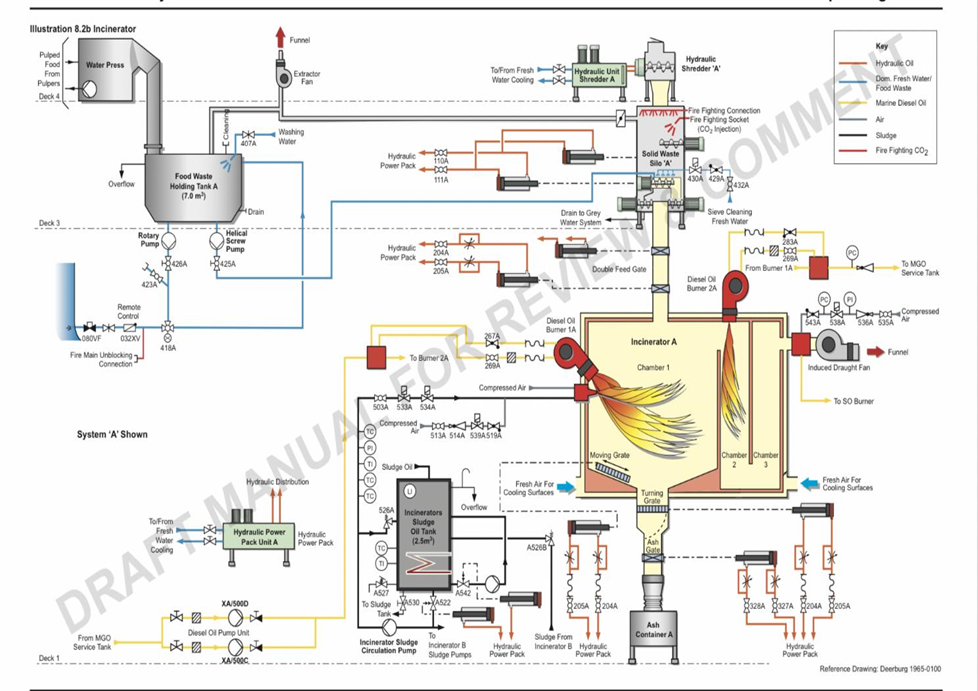 Illustration 8.2b Incinerator
Pulped
Food
From
Pulpers
Water Press
Deck 4
Funnel
Extractor
Fan
To/From Fresh
Water Cooling
Hydraulic Unit
Shredder A
Hydraulic
Shredder 'A'
Key
Hydraulic Oil
Dom. Fresh Water/
Food Waste
Marine Diesel Oil
Air
Sludge
Fire Fighting CO2
Cleaning
407A
Washing
Water
Fire Fighting Connection
Fire Fighting Socket
(CO2 Injection)
Solid Waste
Silo 'A'
Hydraulic
Power Pack
110A
111A
430A
429A
432A
Sieve Cleaning
Fresh Water
Overflow
Food Waste
Holding Tank A
(7.0 m3)
Drain
Drain to Grey
Water System
Deck 3
Rotary
Pump
Helical
Screw
Pump
426A
425A
423A
Hydraulic
Power Pack
204A
205A
Double Feed Gate
283A
269A
From Burner 1A
PC
To MGO
Service Tank
Diesel Oil
Burner 2A
Remote
Control
080VF
032XV
418A
Fire Main Unblocking
Connection
Diesel Oil
Burner 1A
267A
269A
To Burner 2A
Incinerator A
Chamber 1
PC
PI
543A
538A
536A
535A
Compressed
Air
Funnel
Induced Draught Fan
To SO Burner
Compressed Air
503A
533A
534A
Compressed
Air
513A
514A
539A
519A
System 'A' Shown
TC
PI
TI
TC
TC
Moving Grate
Chamber
2
Chamber
3
Fresh Air For
Cooling Surfaces
Fresh Air For
Cooling Surfaces
Turning
Grate
Sludge Oil
LI
Overflow
Incinerators
Sludge
Oil Tank
(2.5m3)
526A
TC
TI
A527
A530
A522
A542
A526B
To Sludge
Tank
Hydraulic Distribution
To/From
Fresh
Water
Cooling
Hydraulic Power
Pack Unit A
Hydraulic
Power Pack
Ash
Gate
205A
204A
328A
327A
204A
205A
XA/500D
From MGO
Service Tank
Diesel Oil Pump Unit
XA/500C
Incinerator Sludge
Circulation Pump
To
Incinerator B
Sludge Pumps
Hydraulic
Power Pack
Sludge From
Incinerator B
Hydraulic
Power Pack
Ash
Container A
Hydraulic
Power Pack
Deck 1
Reference Drawing: Deerburg 1965-0100
DRAFT MANUAL FOR REVIEW & COMMENT